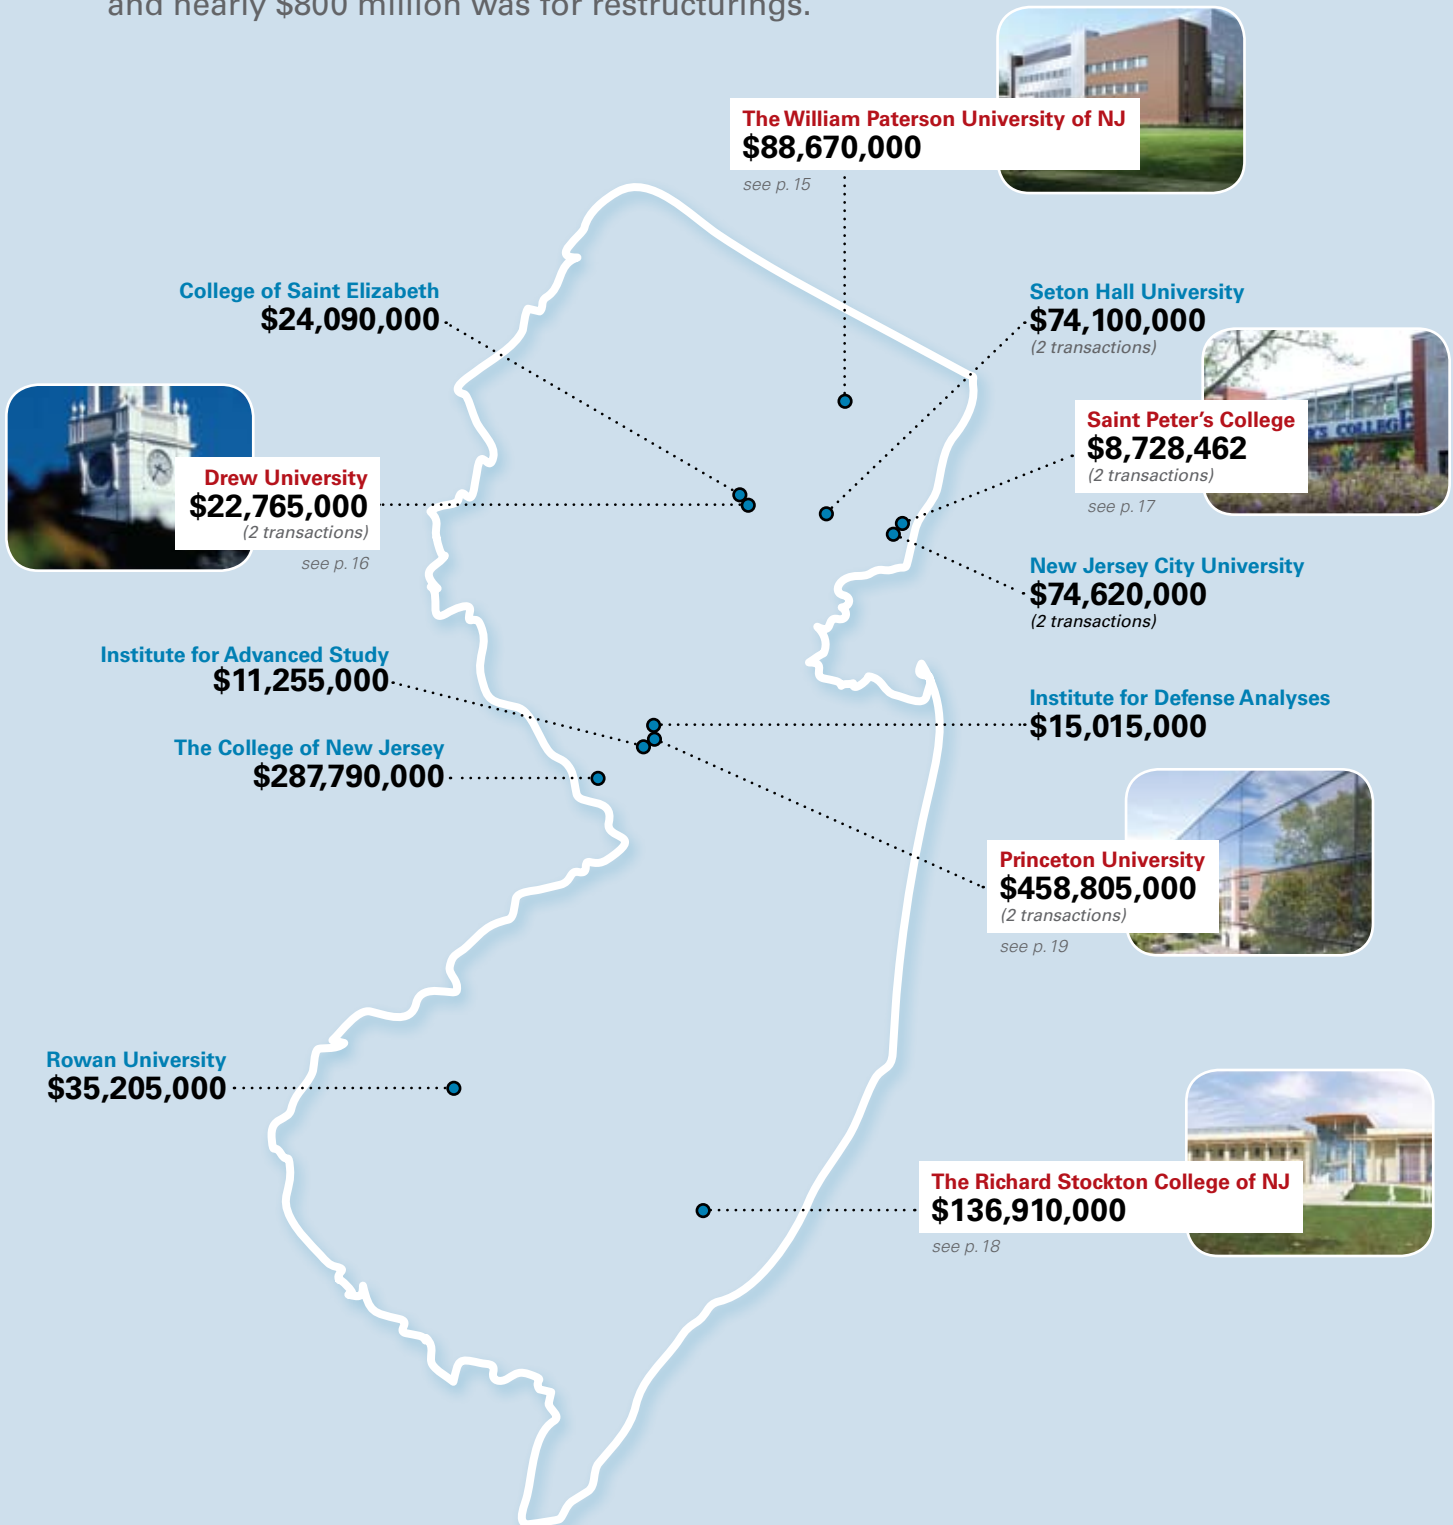 and nearly $800 million was for restructurings.
The William Paterson University of NJ
$88,670,000
see p. 15
College of Saint Elizabeth
$24,090,000
Seton Hall University
$74,100,000
(2 transactions)
Saint Peter's College
$8,728,462
(2 transactions)
see p. 17
'S COLLEGE
Drew University
$22,765,000
(2 transactions)
see p. 16
New Jersey City University
$74,620,000
(2 transactions)
Institute for Advanced Study
$11,255,000
Institute for Defense Analyses
$15,015,000
The College of New Jersey
$287,790,000
Princeton University
$458,805,000
(2 transactions)
see p. 19
Rowan University
$35,205,000
The Richard Stockton College of NJ
$136,910,000
see p. 18